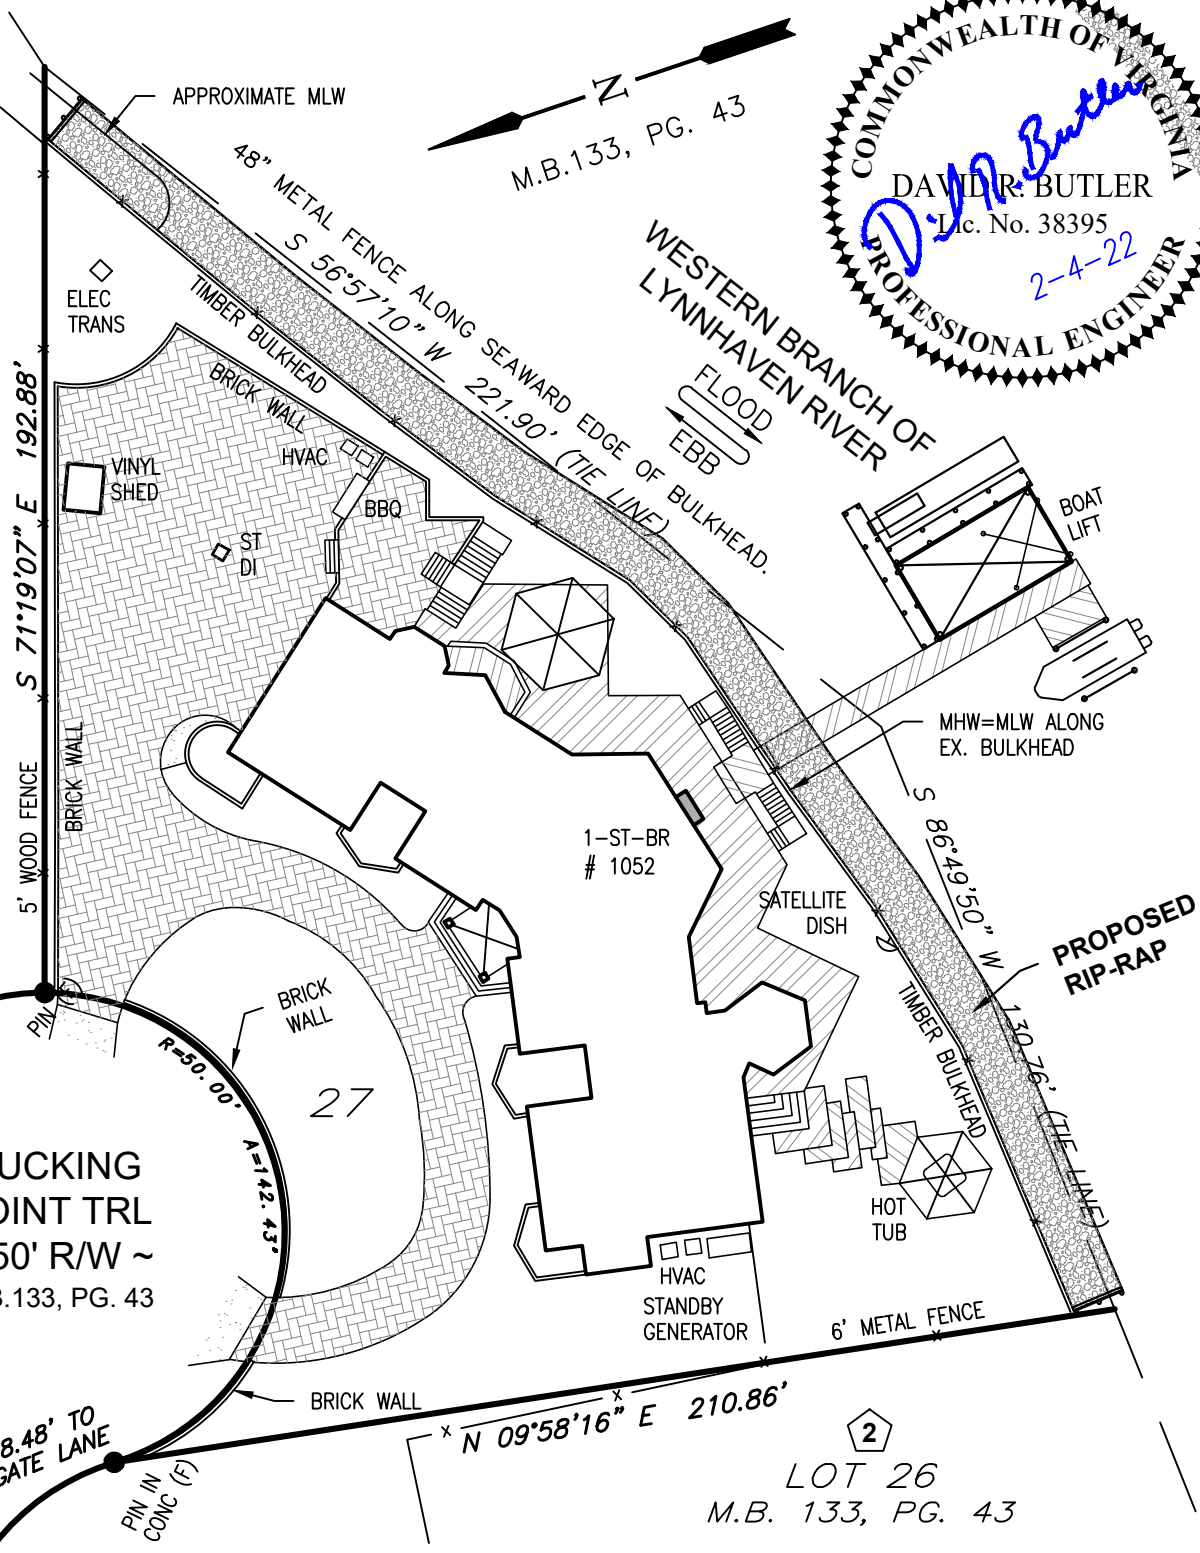 APPROXIMATE MLW
N
M.B.133, PG. 43
COMMONWEALTH OF VIRGINIA
DAVID R. BUTLER
Lic. No. 38395
2-4-22
PROFESSIONAL ENGINEER
48" METAL FENCE ALONG SEAWARD EDGE OF BULKHEAD.
S 56°57'10" W 221.90' (TIE LINE)
WESTERN BRANCH OF
LYNNHAVEN RIVER
FLOOD
EBB
ELEC
TRANS
TIMBER BULKHEAD
BRICK WALL
HVAC
BBQ
VINYL
SHED
ST
DI
S 71°19'07" E 192.88'
5' WOOD FENCE
BRICK WALL
BOAT
LIFT
MHW=MLW ALONG
EX. BULKHEAD
1-ST-BR
# 1052
SATELLITE
DISH
S 86°49'50" W 130.76' (TIE LINE)
PROPOSED
RIP-RAP
TIMBER BULKHEAD
PIN (F)
BRICK
WALL
R=50.00' A=142.43'
27
UCKING
OINT TRL
50' R/W ~
B.133, PG. 43
HOT
TUB
HVAC
STANDBY
GENERATOR
6' METAL FENCE
BRICK WALL
N 09°58'16" E 210.86'
8.48' TO
GATE LANE
PIN IN
CONC (F)
2
LOT 26
M.B. 133, PG. 43